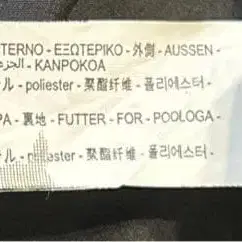 TERNO - ΕΞΩΤΕΡΙΚΟ - 外側 - AUSSEN -
- KANPOKOA
ル - poliester - 聚酯纤维 - 폴리에스터 -
PA - 裏地 - FUTTER - FOR - POOLOGA -
ル - poliester - 聚酯纤维 - 폴리에스터 -